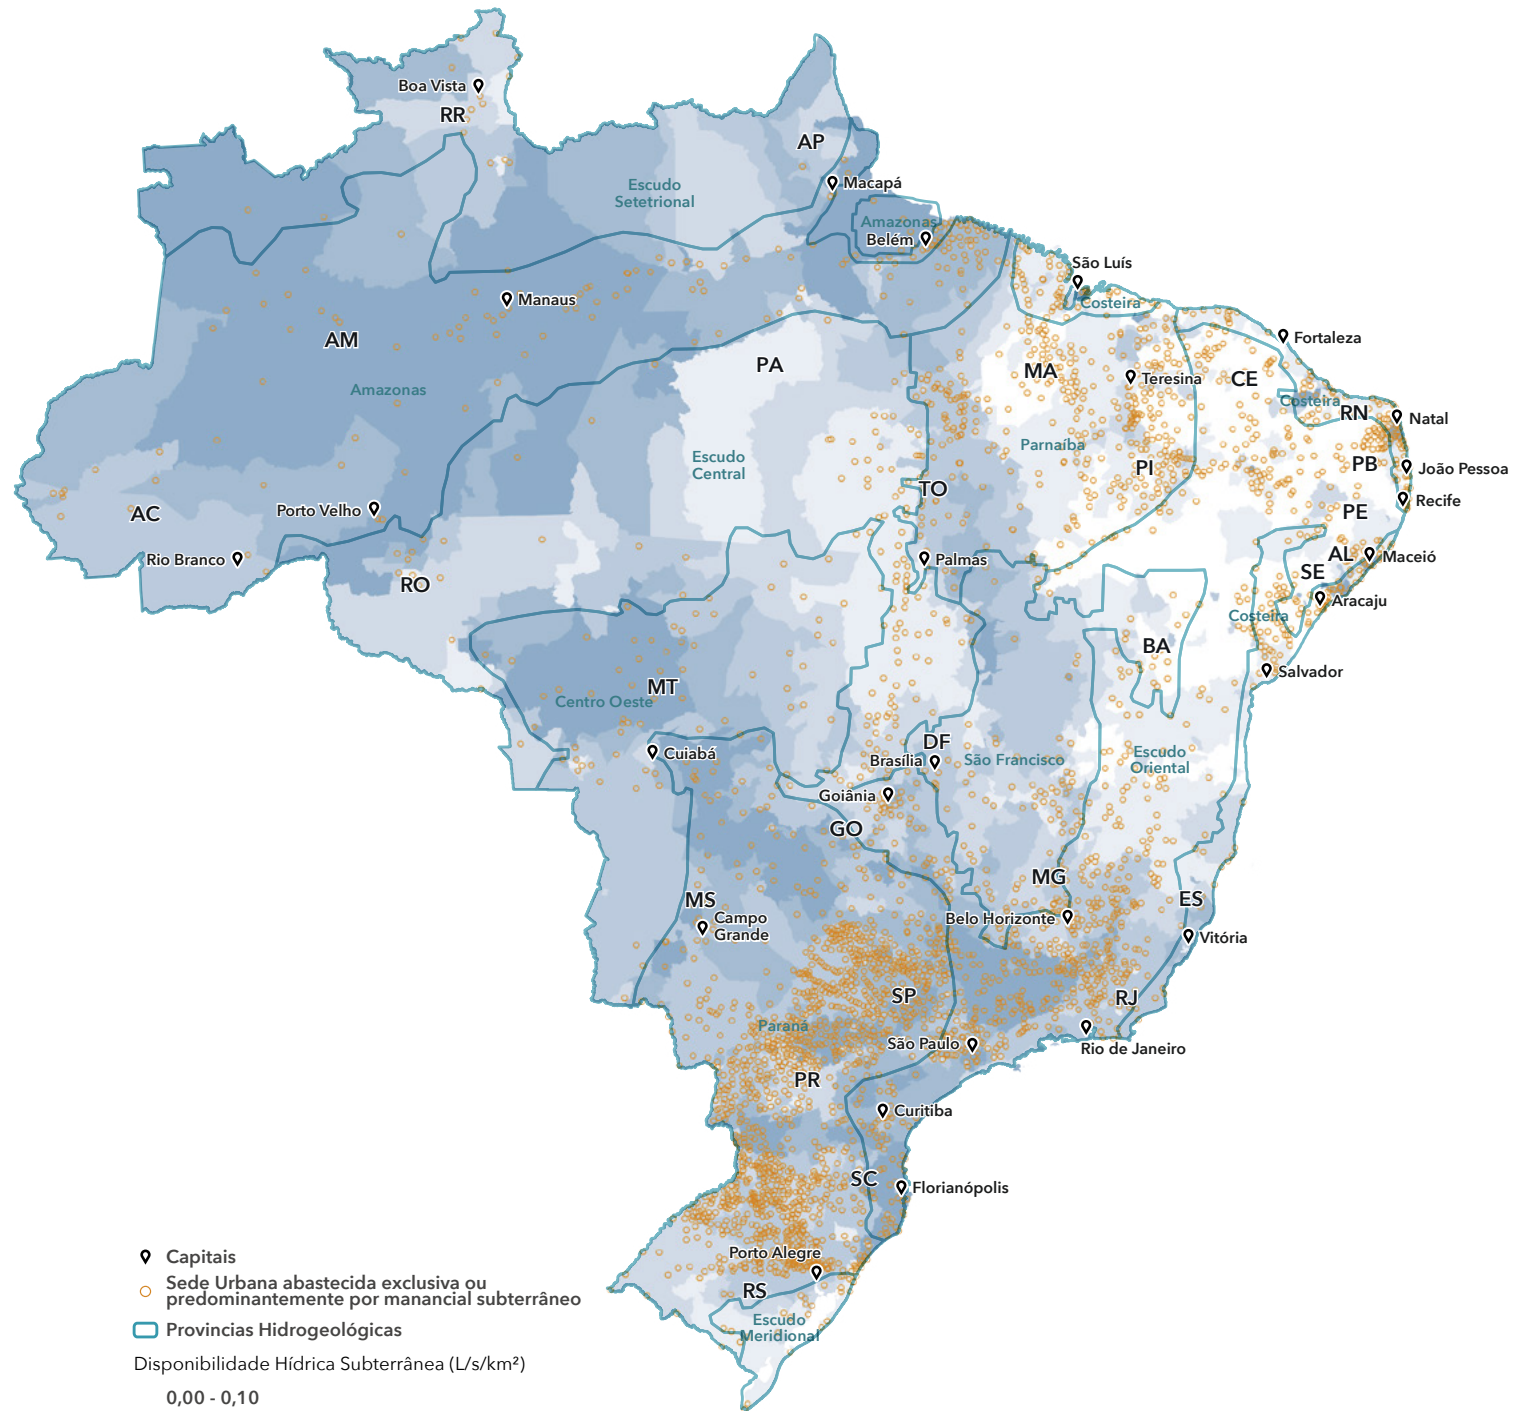 Boa Vista
RR
AP
Escudo
Setetrional
Macapá
Amazonas
Belém
São Luís
Costeira
Manaus
Fortaleza
AM
PA
MA
Teresina
CE
Amazonas
Costeira
RN
Natal
Parnaíba
Escudo
Central
PI
PB
João Pessoa
TO
Recife
AC
Porto Velho
PE
Rio Branco
Palmas
AL
Maceió
RO
SE
Aracaju
Costeira
BA
Salvador
MT
Centro Oeste
DF
Cuiabá
Brasília
São Francisco
Escudo
Oriental
Goiânia
GO
MG
MS
ES
Campo
Grande
Belo Horizonte
Vitória
SP
RJ
Paraná
São Paulo
Rio de Janeiro
PR
Curitiba
SC
Florianópolis
Porto Alegre
RS
Escudo
Meridional
Capitais
Sede Urbana abastecida exclusiva ou
predominantemente por manancial subterrâneo
Provincias Hidrogeológicas
Disponibilidade Hídrica Subterrânea (L/s/km²)
0,00 - 0,10